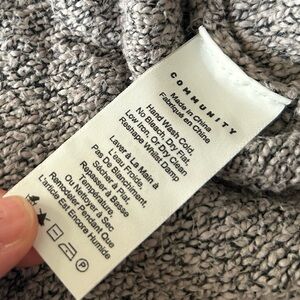 COMMUNITY
Made in China
Fabriqué en Chine
Hand Wash Cold,
No Bleach, Dry Flat,
Low Iron, Or Dry Clean
Reshape Whilst Damp
Laver à La Main, à
L'eau Froide,
Pas De Blanc,
Sécher à Plat,
Repasser à Basse
Température,
Ou Nettoyer à Sec
Remodeler Pendant Que
L'article Est Encore Humide
P